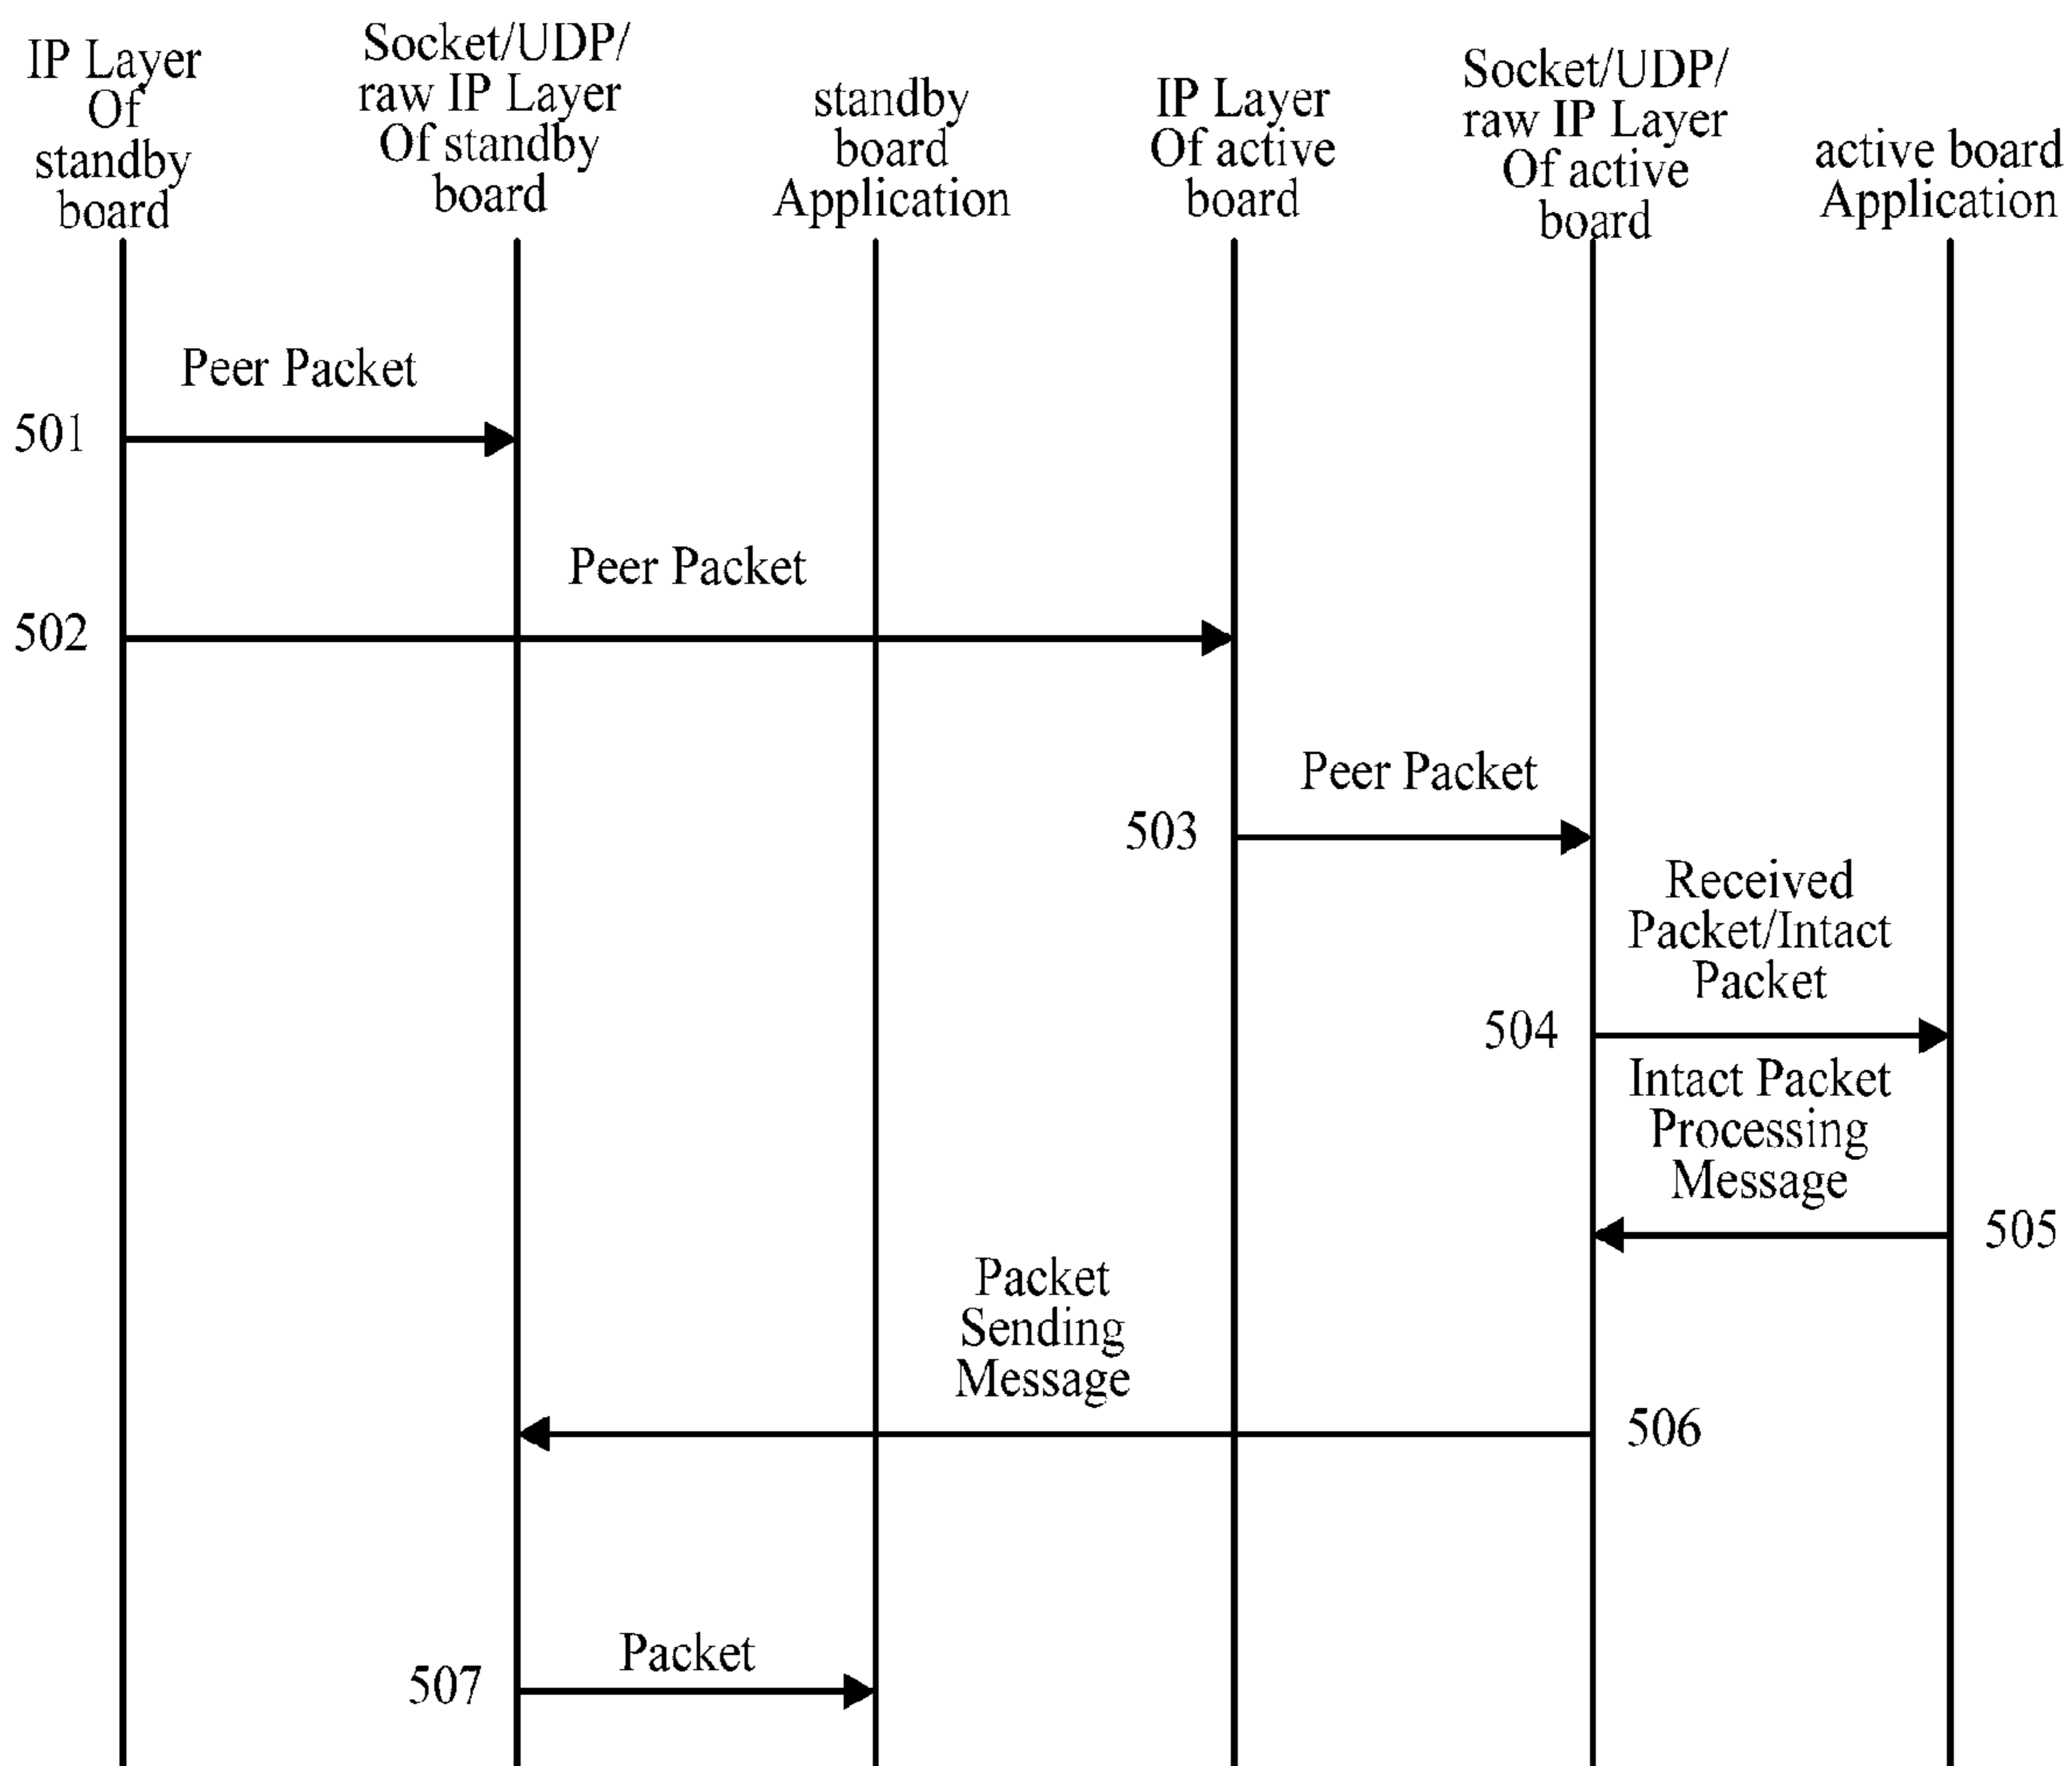 IP Layer
Of
standby
board
Socket/UDP/
raw IP Layer
Of standby
board
standby
board
Application
IP Layer
Of active
board
Socket/UDP/
raw IP Layer
Of active
board
active board
Application
Peer Packet
501
Peer Packet
502
Peer Packet
503
Received
Packet/Intact
Packet
504
Intact Packet
Processing
Message
505
Packet
Sending
Message
506
Packet
507